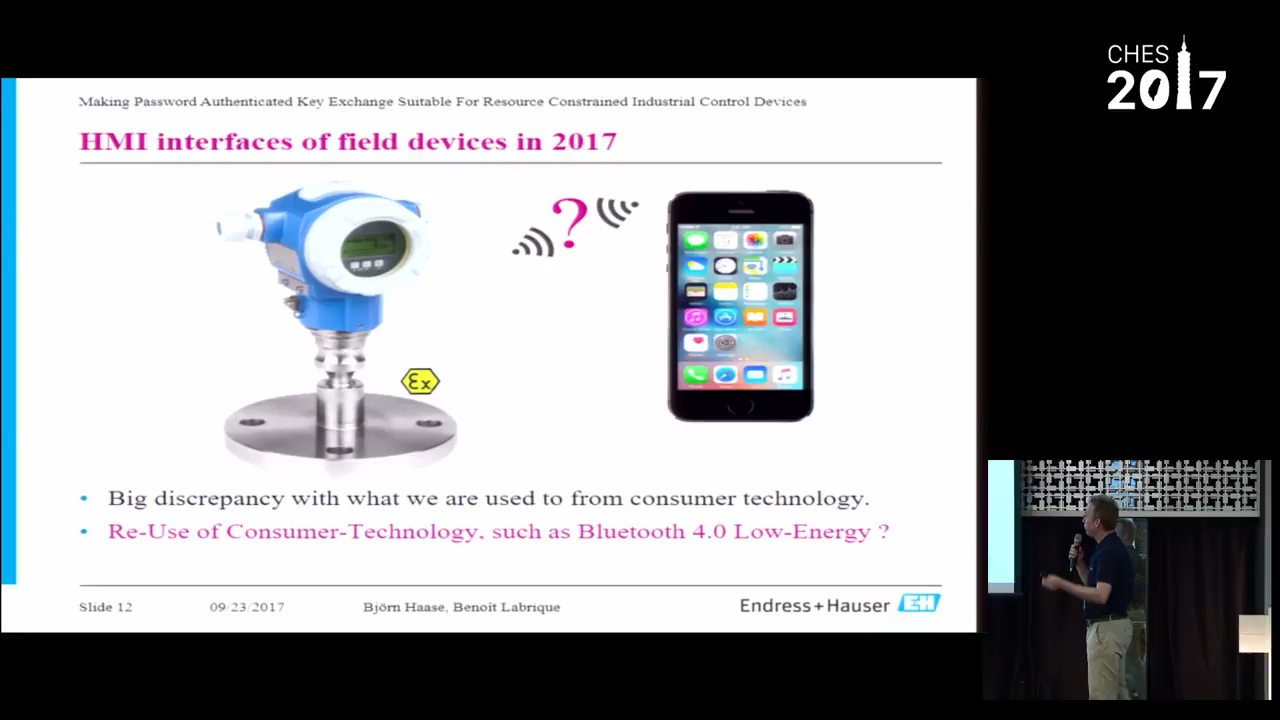 CHES
2017
Making Password Authenticated Key Exchange Suitable For Resource Constrained Industrial Control Devices
HMI interfaces of field devices in 2017
?
Ex
• Big discrepancy with what we are used to from consumer technology.
• Re-Use of Consumer-Technology, such as Bluetooth 4.0 Low-Energy ?
Slide 12 09/23/2017 Björn Haase, Benoit Labrique Endress+Hauser EH